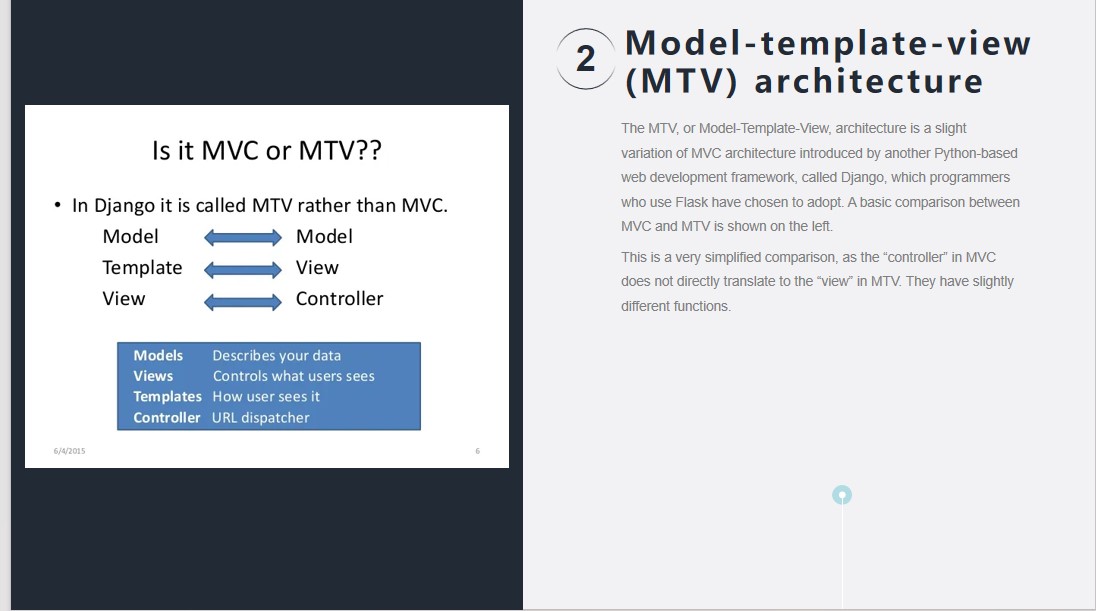 Is it MVC or MTV??
• In Django it is called MTV rather than MVC.
Model Model
Template View
View Controller
Models Describes your data
Views Controls what users sees
Templates How user sees it
Controller URL dispatcher
6/4/2015 6
2
Model-template-view
(MTV) architecture
The MTV, or Model-Template-View, architecture is a slight
variation of MVC architecture introduced by another Python-based
web development framework, called Django, which programmers
who use Flask have chosen to adopt. A basic comparison between
MVC and MTV is shown on the left.
This is a very simplified comparison, as the “controller” in MVC
does not directly translate to the “view” in MTV. They have slightly
different functions.